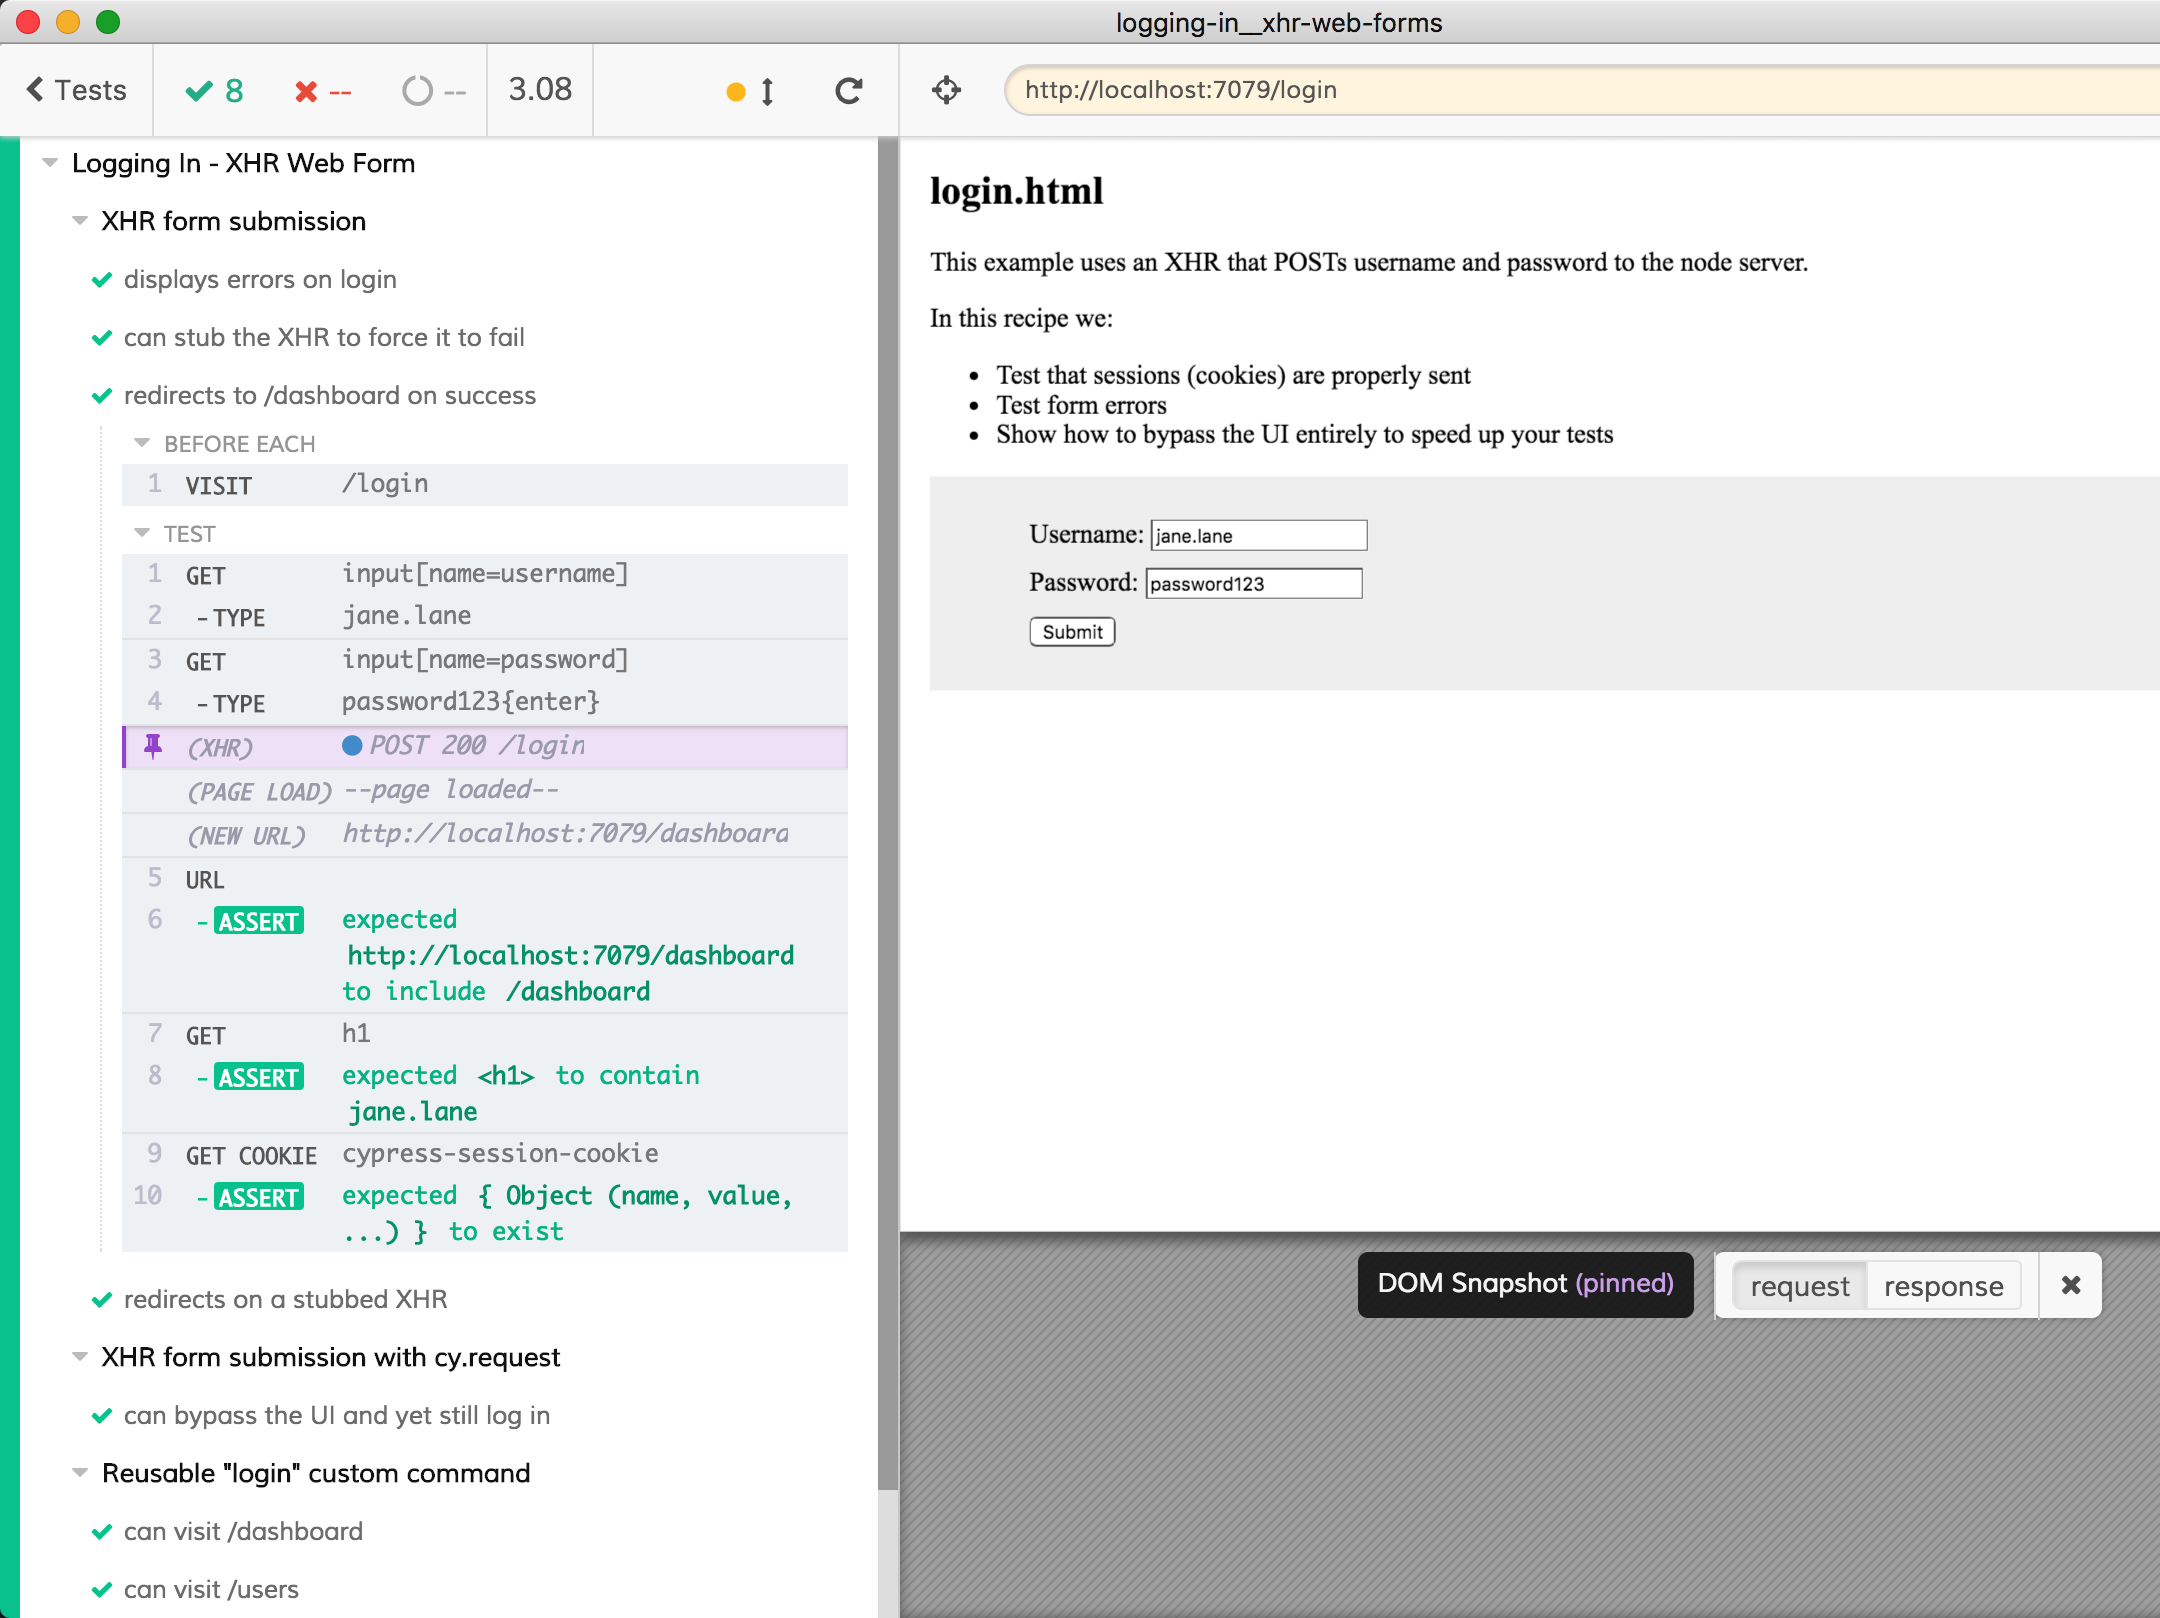 logging-in__xhr-web-forms
Tests
8
--
--
3.08
http://localhost:7079/login
Logging In - XHR Web Form
XHR form submission
displays errors on login
can stub the XHR to force it to fail
redirects to /dashboard on success
BEFORE EACH
1 VISIT /login
TEST
1 GET input[name=username]
2 -TYPE jane.lane
3 GET input[name=password]
4 -TYPE password123{enter}
(XHR) POST 200 /login
(PAGE LOAD) --page loaded--
(NEW URL) http://localhost:7079/dashboard
5 URL
6 -ASSERT expected
http://localhost:7079/dashboard
to include /dashboard
7 GET h1
8 -ASSERT expected <h1> to contain
jane.lane
9 GET COOKIE cypress-session-cookie
10 -ASSERT expected { Object (name, value,
...) } to exist
redirects on a stubbed XHR
XHR form submission with cy.request
can bypass the UI and yet still log in
Reusable "login" custom command
can visit /dashboard
can visit /users
login.html
This example uses an XHR that POSTs username and password to the node server.
In this recipe we:
• Test that sessions (cookies) are properly sent
• Test form errors
• Show how to bypass the UI entirely to speed up your tests
Username: jane.lane
Password: password123
Submit
DOM Snapshot (pinned)
request response